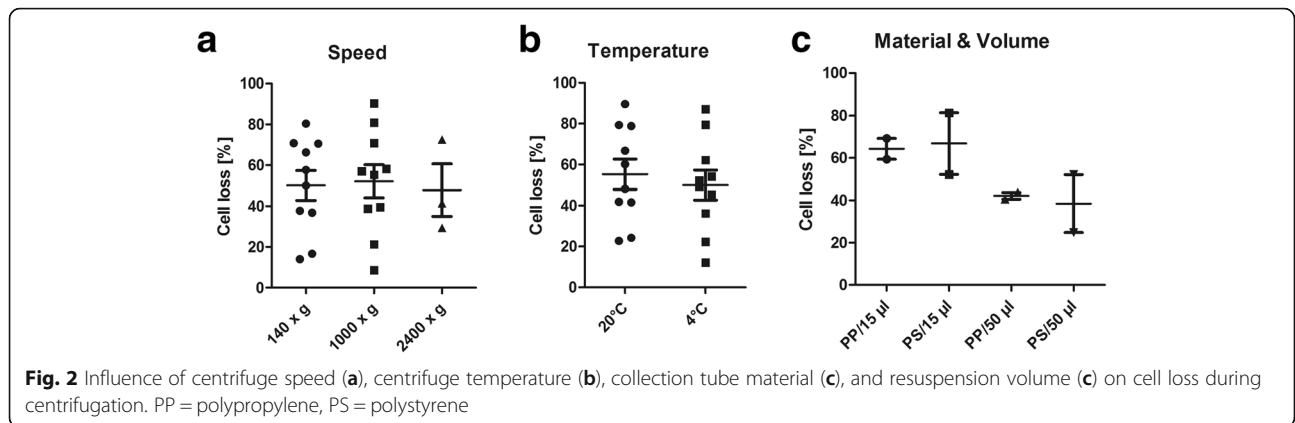 a
Speed
Cell loss [%]
100
80
60
40
20
0
140 x g
1000 x g
2400 x g
b
Temperature
Cell loss [%]
100
80
60
40
20
0
20°C
4°C
c
Material & Volume
Cell loss [%]
100
80
60
40
20
0
PP/15 µl
PS/15 µl
PP/50 µl
PS/50 µl
Fig. 2 Influence of centrifuge speed (a), centrifuge temperature (b), collection tube material (c), and resuspension volume (c) on cell loss during
centrifugation. PP = polypropylene, PS = polystyrene